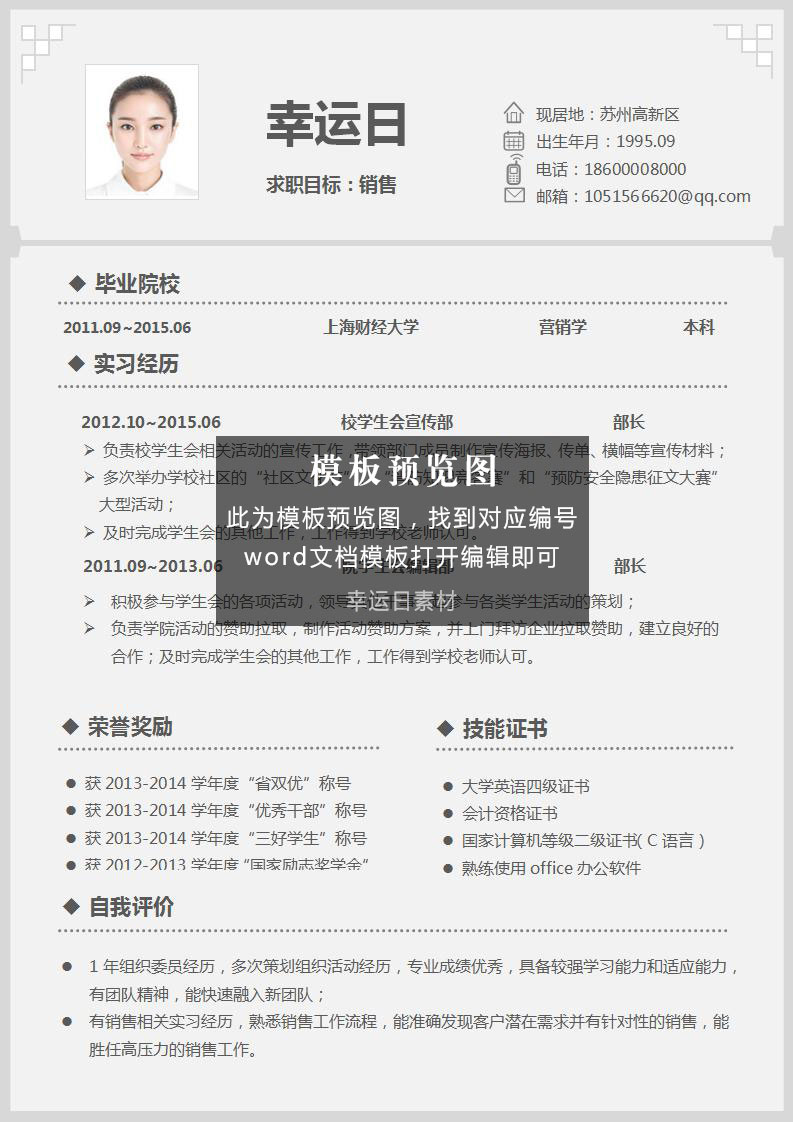 幸运日
求职目标：销售
现居地：苏州高新区
出生年月：1995.09
电话：18600008000
邮箱：1051566620@qq.com
毕业院校
2011.09~2015.06 上海财经大学 营销学 本科
实习经历
2012.10~2015.06 校学生会宣传部 部长
负责校学生会相关活动的宣传工作，带领部门成员制作宣传海报、传单、横幅等宣传材料；
多次举办学校社区的“社区文 赛”和“预防安全隐患征文大赛”
大型活动；
及时完成学生会的其他工作，工作得到学校老师认可。
模板预览图
此为模板预览图，找到对应编号
word文档模板打开编辑即可
幸运日素材
2011.09~2013.06 院学生会编辑部 部长
积极参与学生会的各项活动，领导 参与各类学生活动的策划；
负责学院活动的赞助拉取，制作活动赞助方案，并上门拜访企业拉取赞助，建立良好的
合作；及时完成学生会的其他工作，工作得到学校老师认可。
荣誉奖励
获 2013-2014 学年度“省双优”称号
获 2013-2014 学年度“优秀干部”称号
获 2013-2014 学年度“三好学生”称号
获 2012-2013 学年度“国家励志奖学金”
技能证书
大学英语四级证书
会计资格证书
国家计算机等级二级证书( C 语言 )
熟练使用 office 办公软件
自我评价
1 年组织委员经历，多次策划组织活动经历，专业成绩优秀，具备较强学习能力和适应能力，
有团队精神，能快速融入新团队；
有销售相关实习经历，熟悉销售工作流程，能准确发现客户潜在需求并有针对性的销售，能
胜任高压力的销售工作。